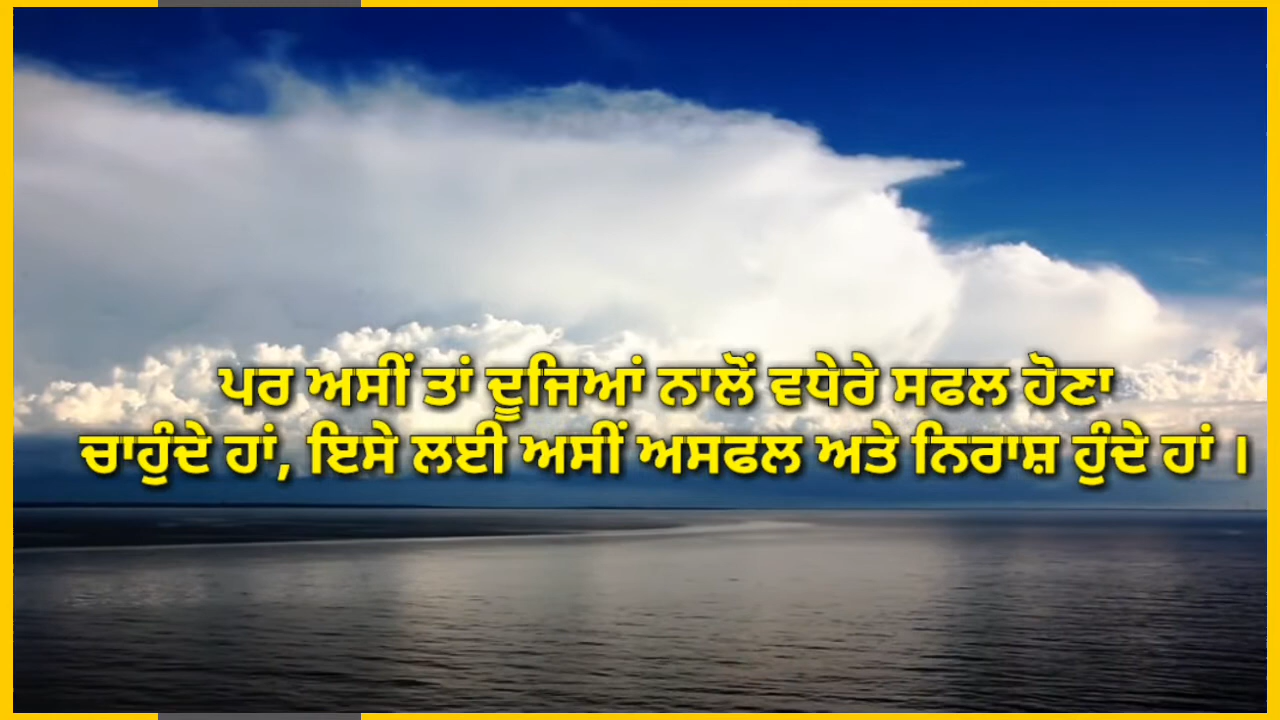 ਪਰ ਅਸੀਂ ਤਾਂ ਦੂਜਿਆਂ ਨਾਲੋਂ ਵਧੇਰੇ ਸਫਲ ਹੋਣਾ
ਚਾਹੁੰਦੇ ਹਾਂ, ਇਸੇ ਲਈ ਅਸੀਂ ਅਸਫਲ ਅਤੇ ਨਿਰਾਸ਼ ਹੁੰਦੇ ਹਾਂ ।